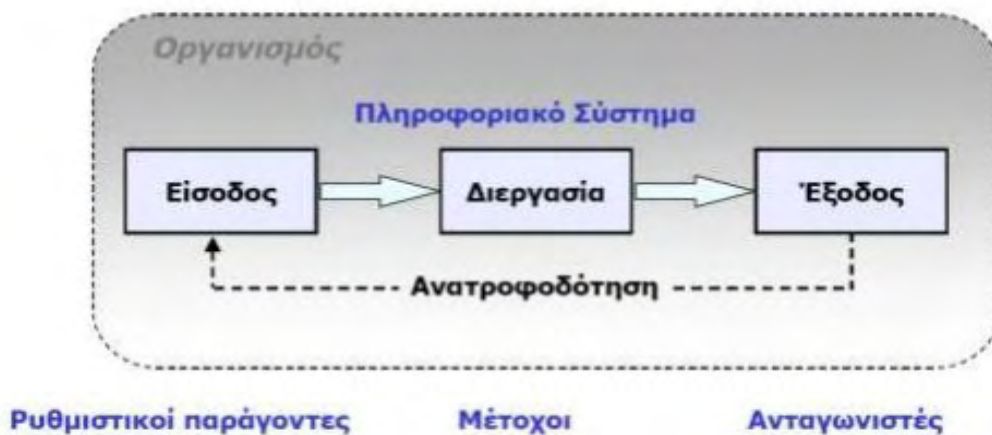 Οργανισμός
Πληροφοριακό Σύστημα
Είσοδος
Διεργασία
Έξοδος
Ανατροφοδότηση
Ρυθμιστικοί παράγοντες
Μέτοχοι
Ανταγωνιστές